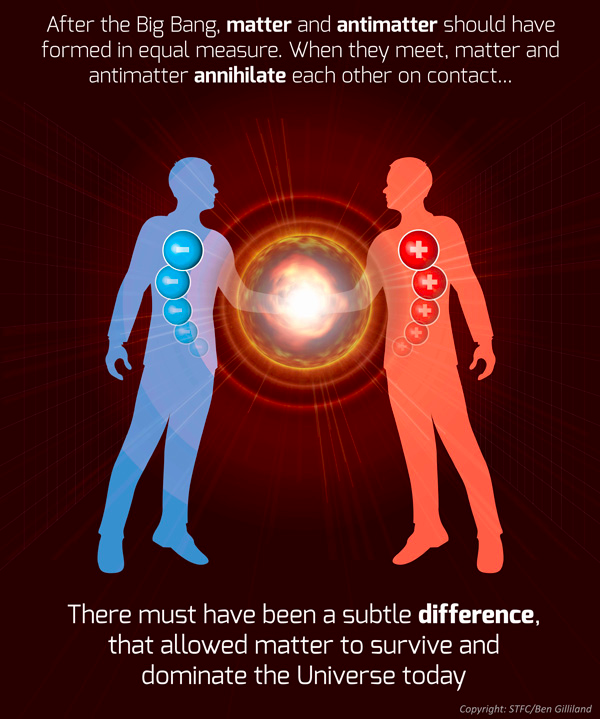 After the Big Bang, matter and antimatter should have
formed in equal measure. When they meet, matter and
antimatter annihilate each other on contact...
There must have been a subtle difference,
that allowed matter to survive and
dominate the Universe today
Copyright: STFC/Ben Gilliland